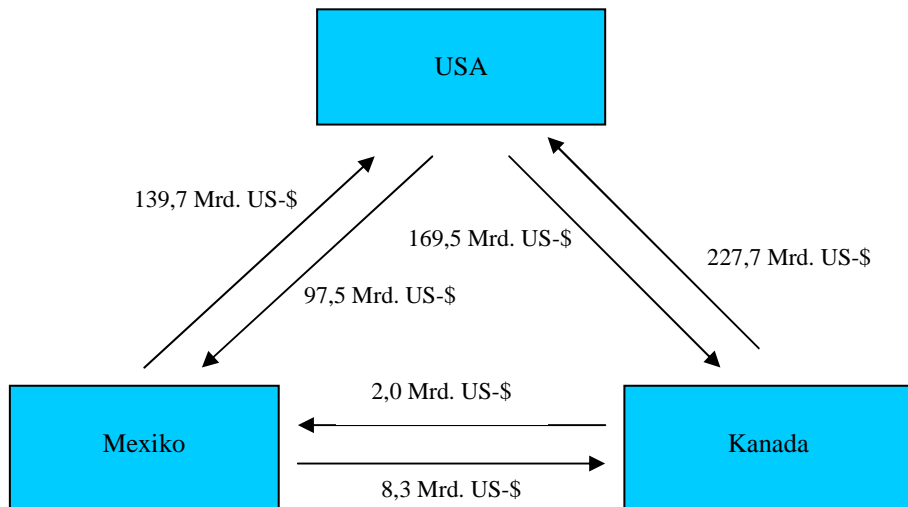 USA
139,7 Mrd. US-$
169,5 Mrd. US-$
227,7 Mrd. US-$
97,5 Mrd. US-$
2,0 Mrd. US-$
Mexiko
Kanada
8,3 Mrd. US-$